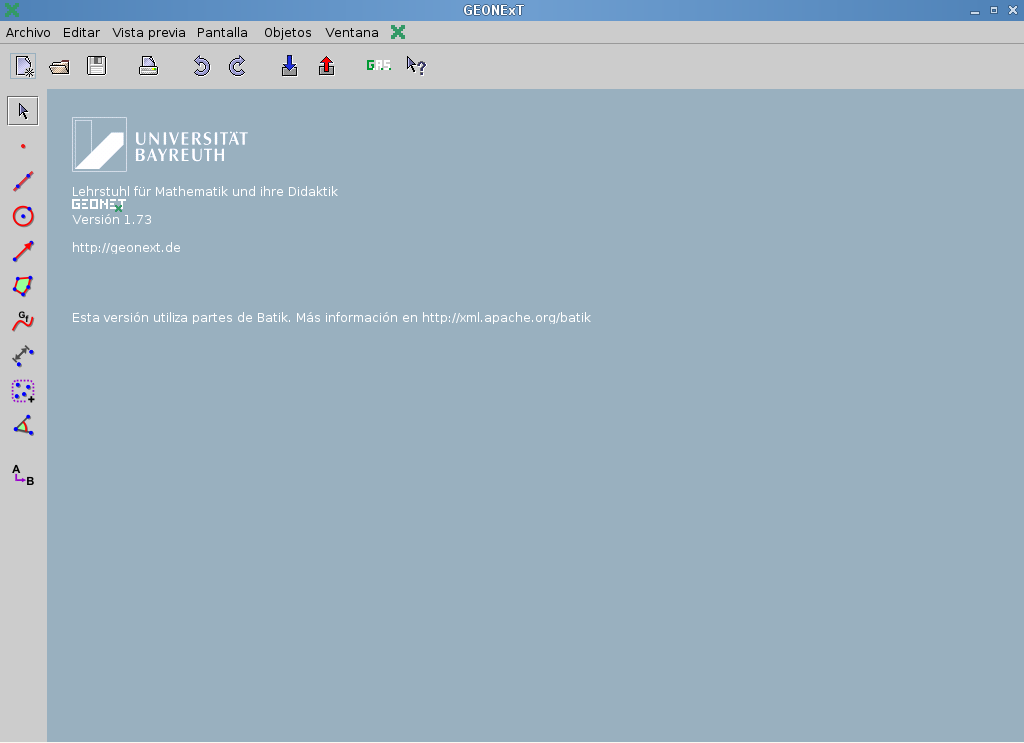 GEONExT
Archivo Editar Vista previa Pantalla Objetos Ventana
G
?
UNIVERSITÄT
BAYREUTH
Lehrstuhl für Mathematik und ihre Didaktik
GEONExT
Versión 1.73
http://geonext.de
Esta versión utiliza partes de Batik. Más información en http://xml.apache.org/batik
Gf
A
B